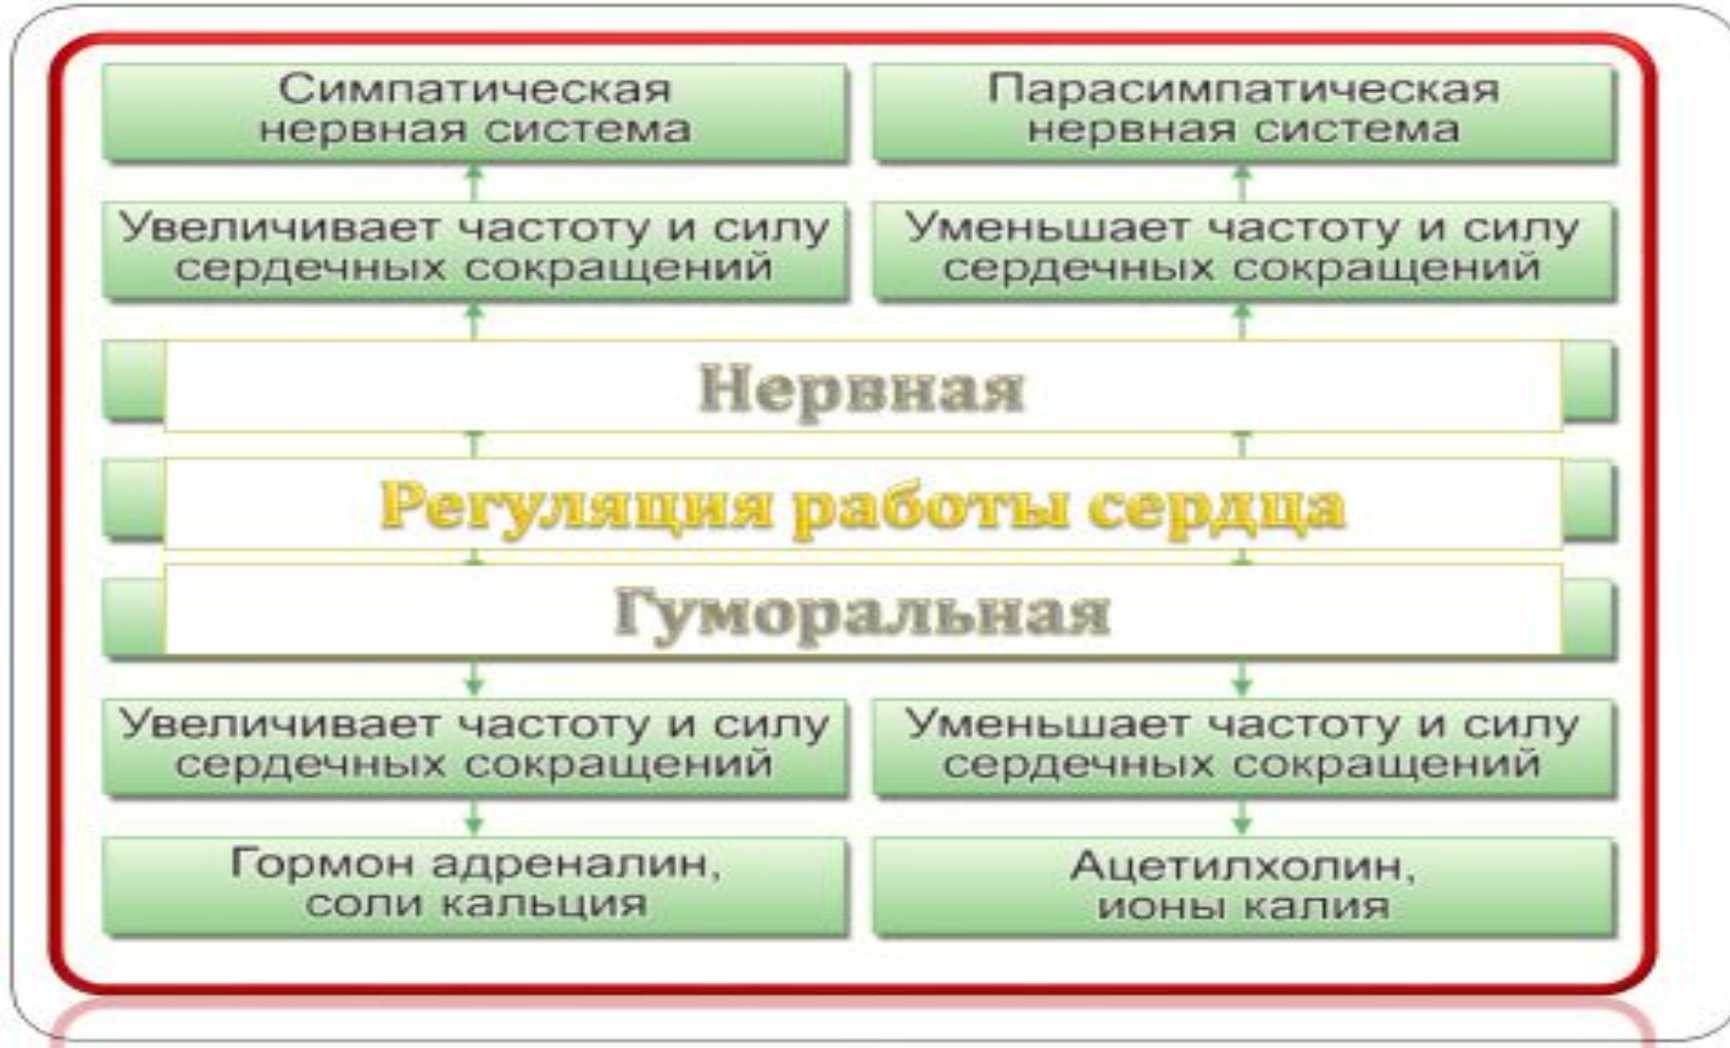 Симпатическая
нервная система
Парасимпатическая
нервная система
Увеличивает частоту и силу
сердечных сокращений
Уменьшает частоту и силу
сердечных сокращений
Нервная
Регуляция работы сердца
Гуморальная
Увеличивает частоту и силу
сердечных сокращений
Уменьшает частоту и силу
сердечных сокращений
Гормон адреналин,
соли кальция
Ацетилхолин,
ионы калия